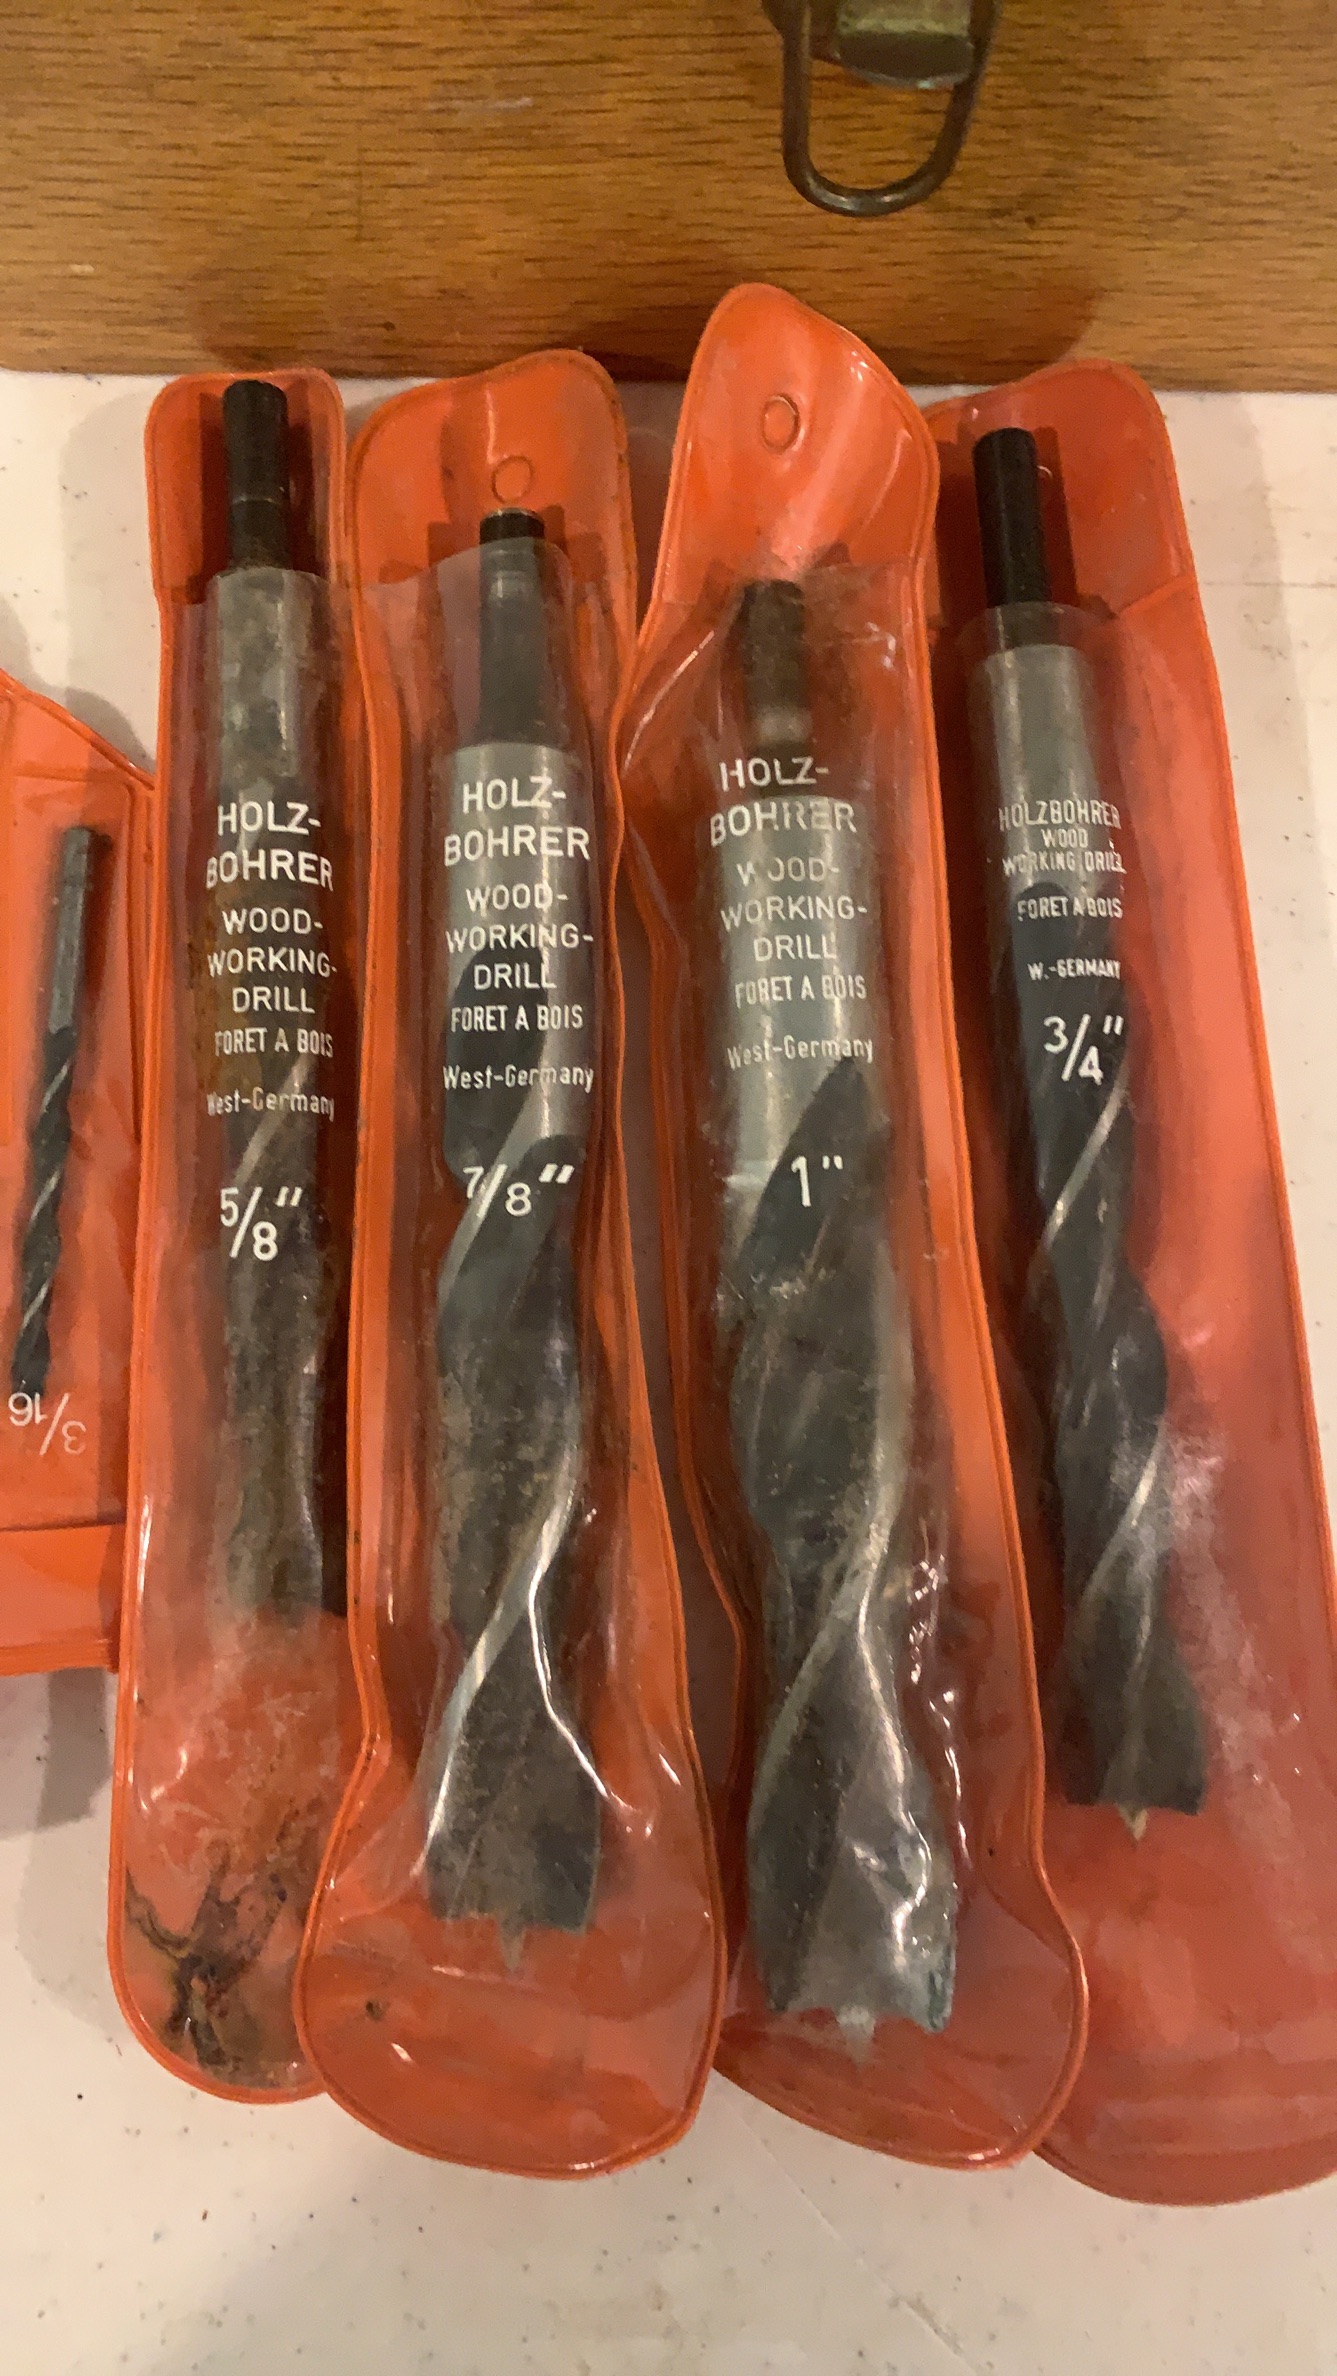 HOLZ-
BOHRER
WOOD-
WORKING-
DRILL
FORET A BOIS
West-Germany
5/8"
HOLZ-
BOHRER
WOOD-
WORKING-
DRILL
FORET A BOIS
West-Germany
7/8"
HOLZ-
BOHRER
WOOD-
WORKING-
DRILL
FORET A BOIS
West-Germany
1"
HOLZBOHRER
WOOD
WORKING DRILL
FORET A BOIS
W.-GERMANY
3/4"
3/16